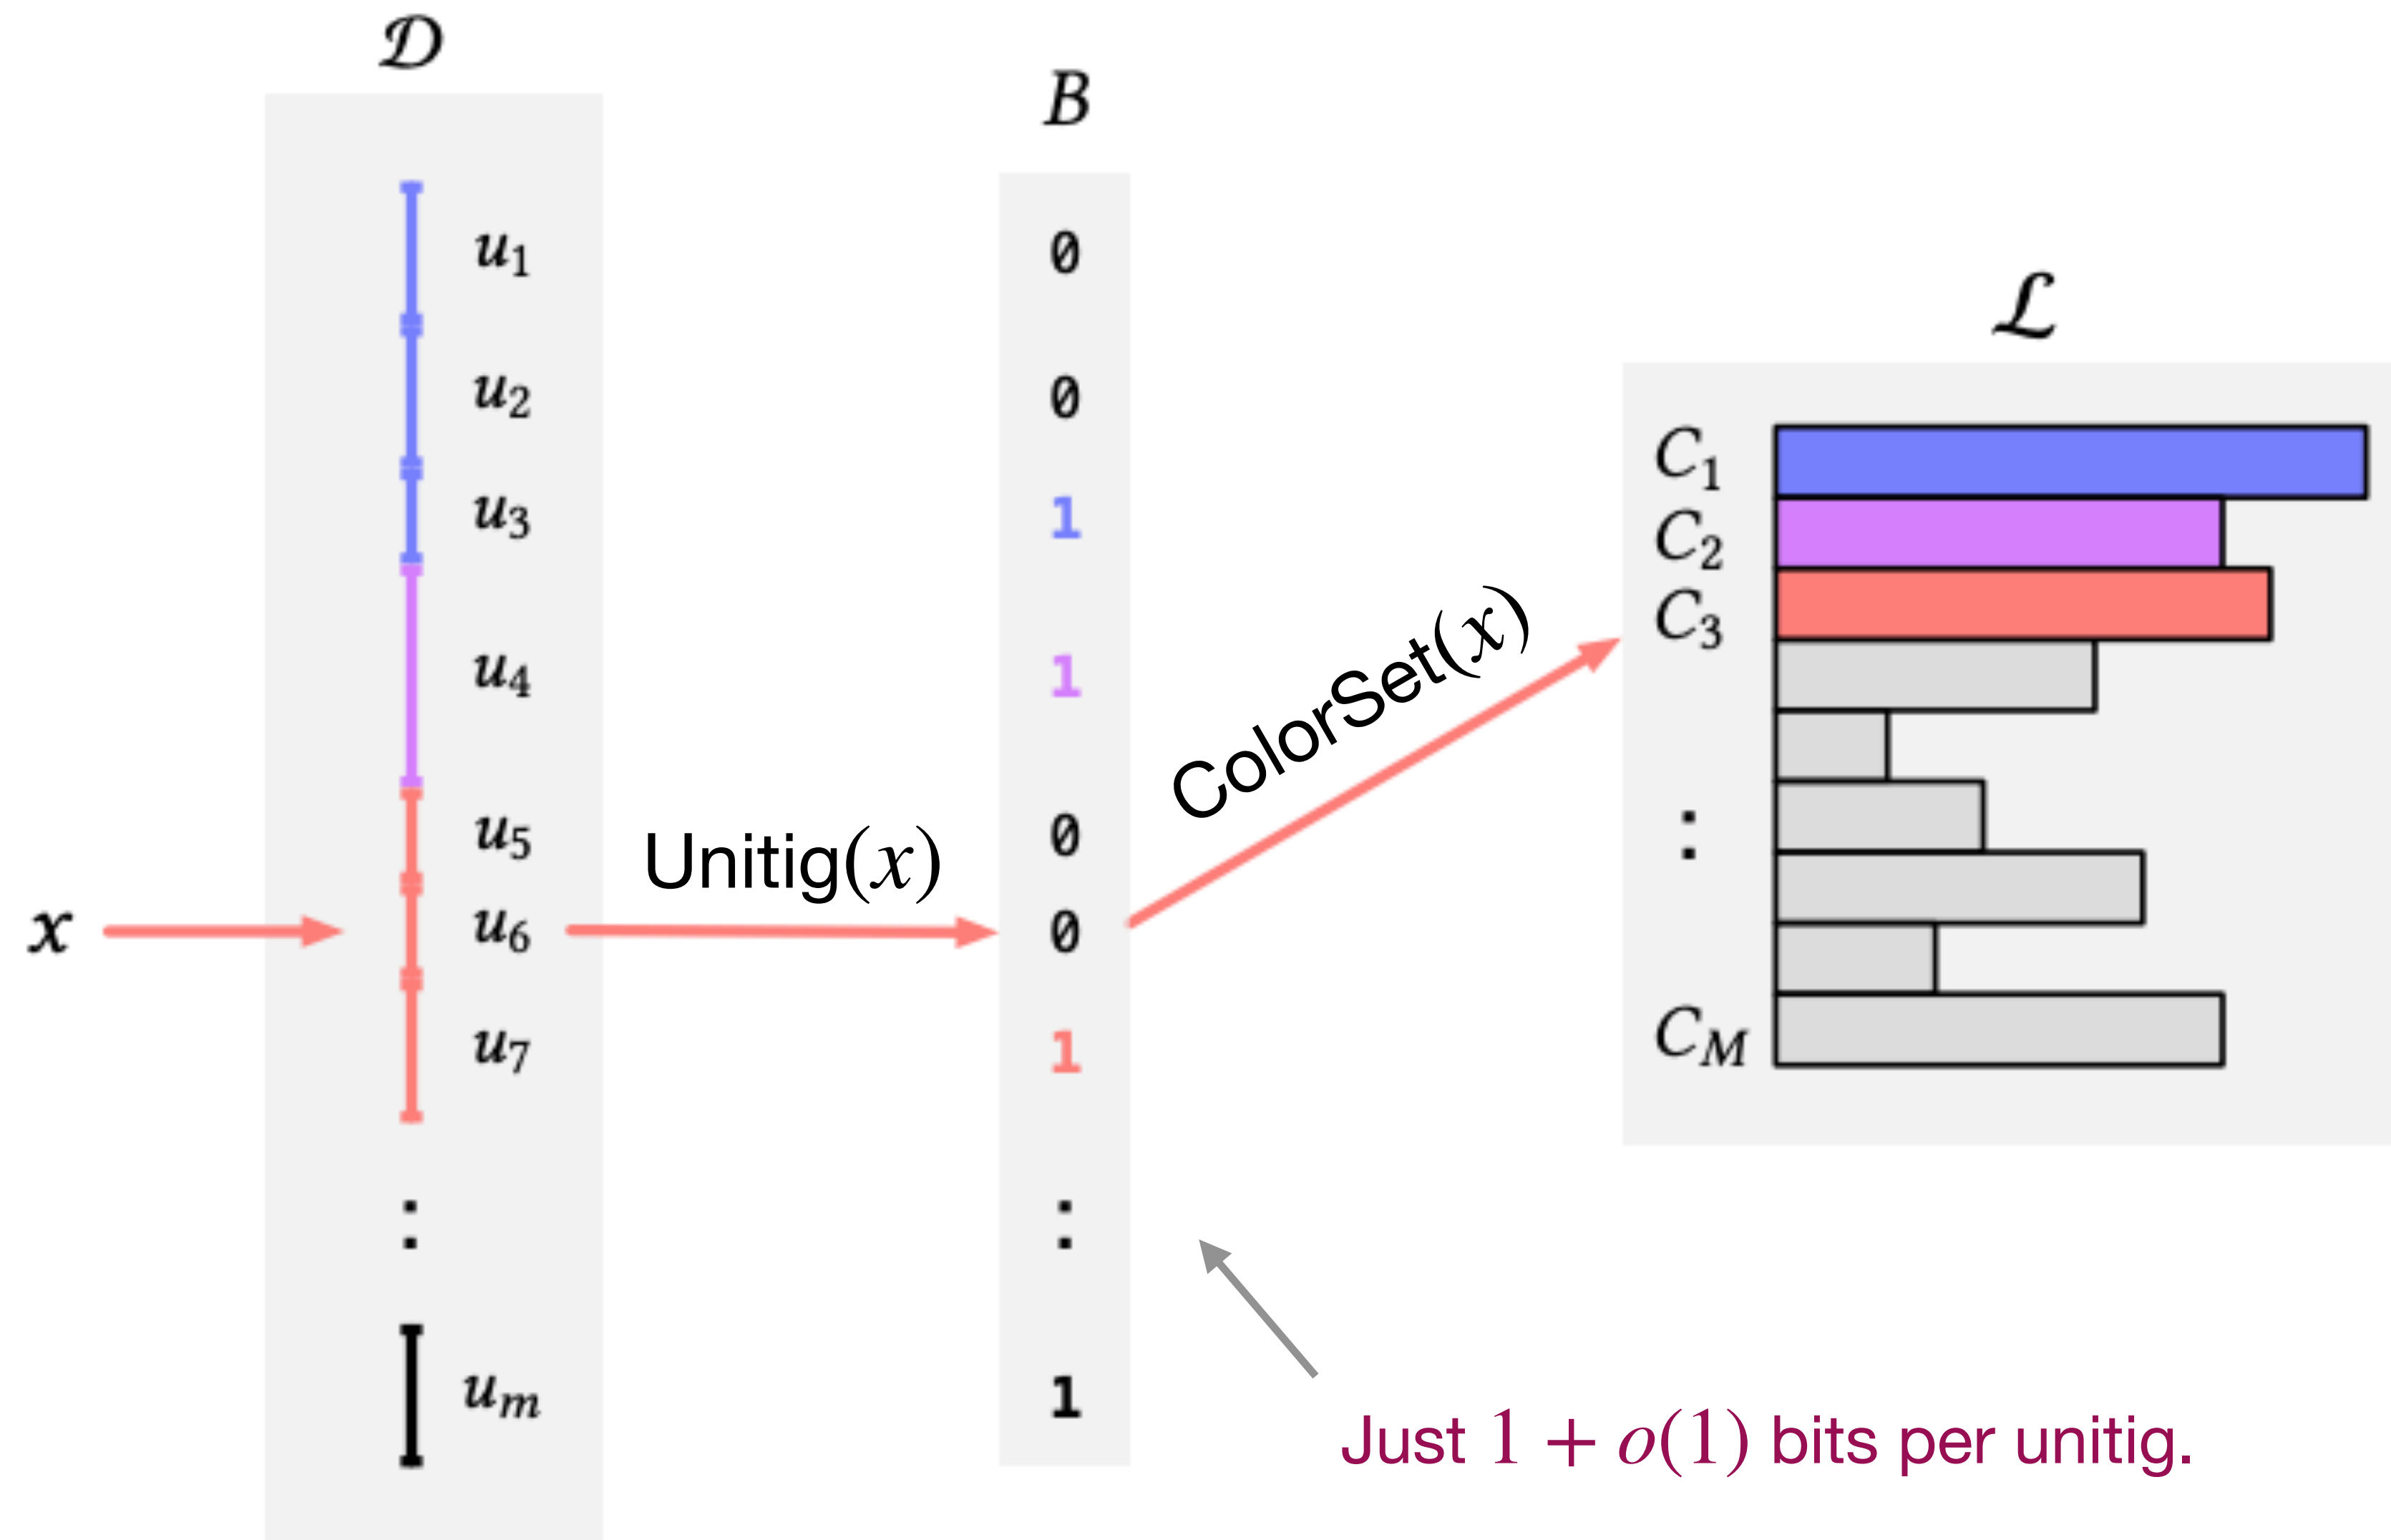 𝒟
B
ℒ
u₁
u₂
u₃
u₄
u₅
u₆
u₇
:
uₘ
0
0
1
1
0
0
1
:
1
x
Unitig(x)
ColorSet(x)
C₁
C₂
C₃
:
C_M
Just 1 + o(1) bits per unitig.